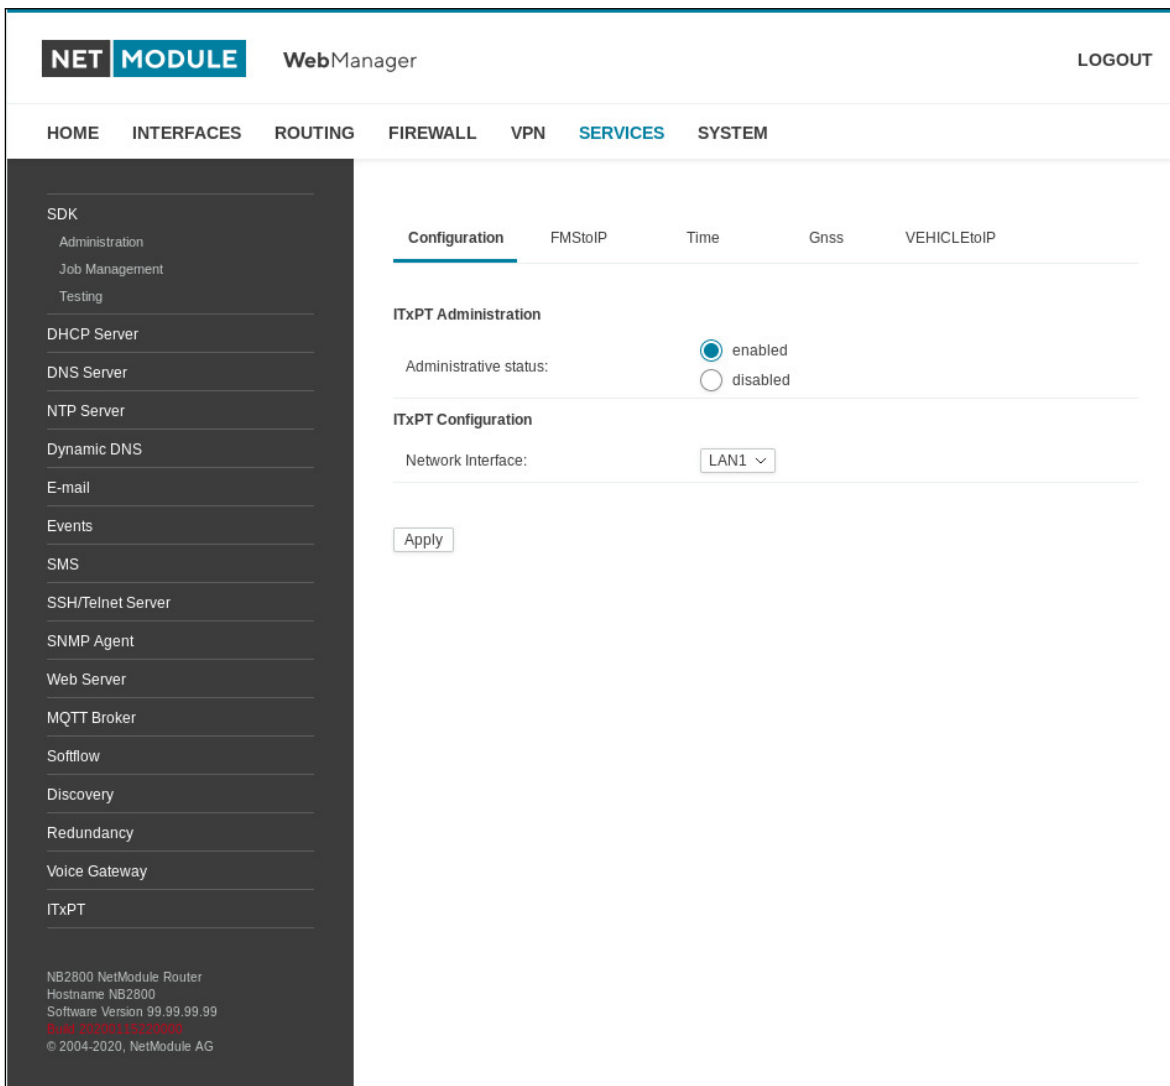 NET MODULE WebManager LOGOUT
HOME INTERFACES ROUTING FIREWALL VPN SERVICES SYSTEM
SDK
Administration
Job Management
Testing
DHCP Server
DNS Server
NTP Server
Dynamic DNS
E-mail
Events
SMS
SSH/Telnet Server
SNMP Agent
Web Server
MQTT Broker
Softflow
Discovery
Redundancy
Voice Gateway
ITxPT
NB2800 NetModule Router
Hostname NB2800
Software Version 99.99.99.99
Build
© 2004-2020, NetModule AG
Configuration FMStoIP Time Gnss VEHICLEtoIP
ITxPT Administration
Administrative status:
enabled
disabled
ITxPT Configuration
Network Interface: LAN1
Apply